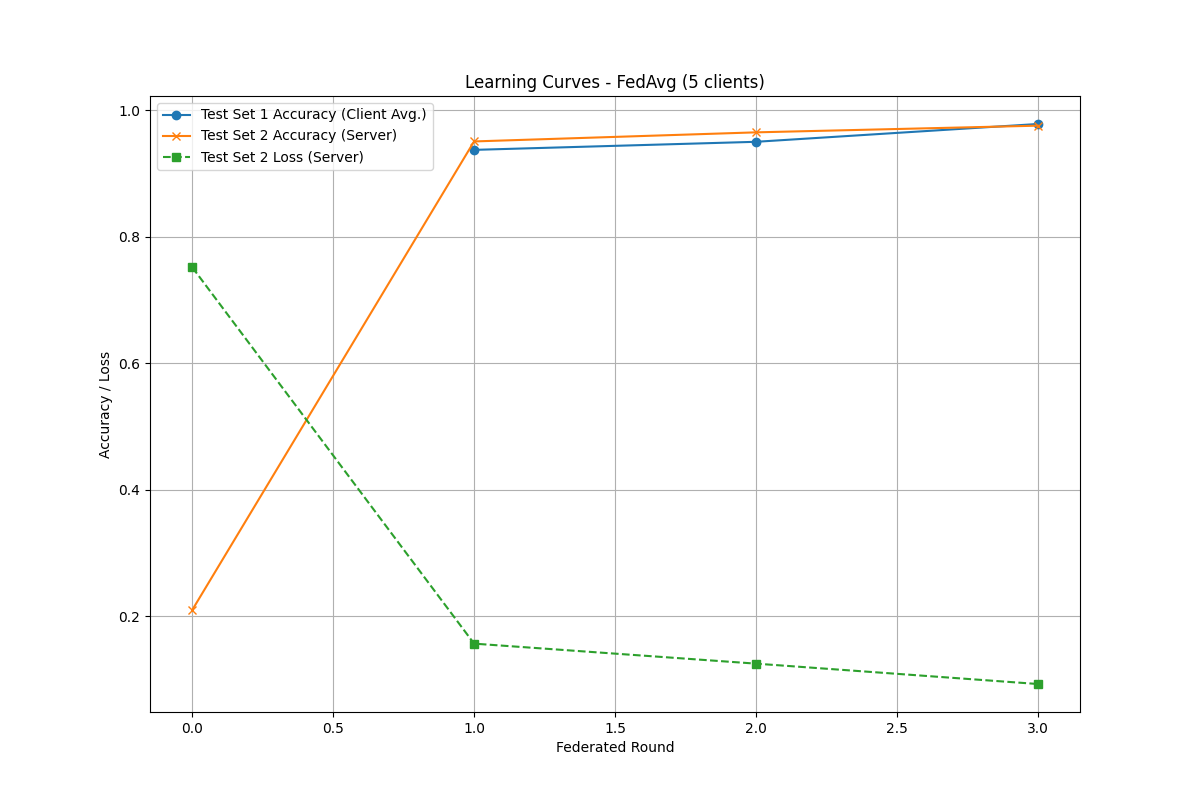 Learning Curves - FedAvg (5 clients)
Test Set 1 Accuracy (Client Avg.)
Test Set 2 Accuracy (Server)
Test Set 2 Loss (Server)
Accuracy / Loss
1.0
0.8
0.6
0.4
0.2
0.0 0.5 1.0 1.5 2.0 2.5 3.0
Federated Round